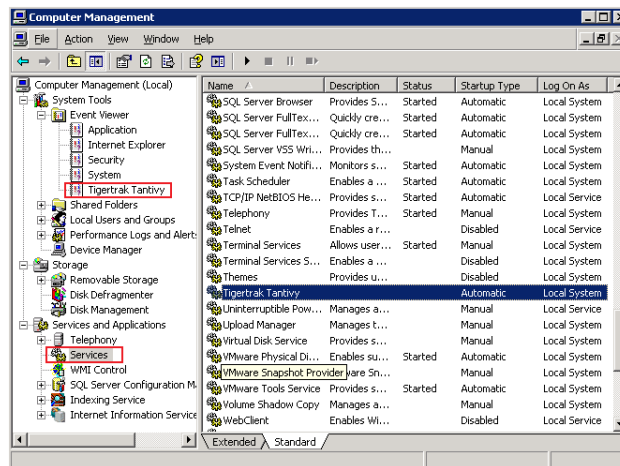 Computer Management
File Action View Window Help
Computer Management (Local)
System Tools
Event Viewer
Application
Internet Explorer
Security
System
Tigertrak Tantivy
Shared Folders
Local Users and Groups
Performance Logs and Alert:
Device Manager
Storage
Removable Storage
Disk Defragmenter
Disk Management
Services and Applications
Telephony
Services
WMI Control
SQL Server Configuration M
Indexing Service
Internet Information Service
Name Description Status Startup Type Log On As
SQL Server Browser Provides S... Started Automatic Local System
SQL Server FullTex... Quickly cre... Started Automatic Local System
SQL Server FullTex... Quickly cre... Started Automatic Local System
SQL Server VSS Wri... Provides th... Manual Local System
System Event Notifi... Monitors s... Started Automatic Local System
Task Scheduler Enables a ... Started Automatic Local System
TCP/IP NetBIOS He... Provides s... Started Automatic Local Service
Telephony Provides T... Started Manual Local System
Telnet Enables a r... Disabled Local Service
Terminal Services Allows user... Started Manual Local System
Terminal Services S... Enables a ... Disabled Local System
Themes Provides u... Disabled Local System
Tigertrak Tantivy Automatic Local System
Uninterruptible Pow... Manages a... Manual Local Service
Upload Manager Manages t... Manual Local System
Virtual Disk Service Provides s... Manual Local System
VMware Physical Di... Enables su... Started Automatic Local System
VMware Snapshot Provider ware Sn... Manual Local System
VMware Tools Service Provides s... Started Automatic Local System
Volume Shadow Copy Manages a... Manual Local System
WebClient Enables Wi... Disabled Local Service
Extended Standard